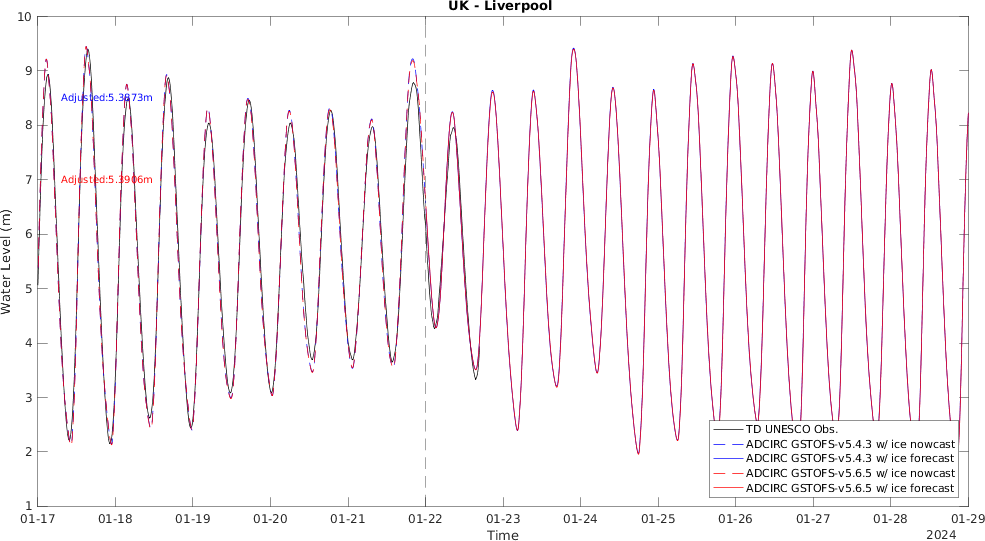 UK - Liverpool
10
9
8
7
6
5
4
3
2
1
Water Level (m)
Adjusted:5.3873m
Adjusted:5.3906m
TD UNESCO Obs.
ADCIRC GSTOFS-v5.4.3 w/ ice nowcast
ADCIRC GSTOFS-v5.4.3 w/ ice forecast
ADCIRC GSTOFS-v5.6.5 w/ ice nowcast
ADCIRC GSTOFS-v5.6.5 w/ ice forecast
01-17 01-18 01-19 01-20 01-21 01-22 01-23 01-24 01-25 01-26 01-27 01-28 01-29
Time
2024